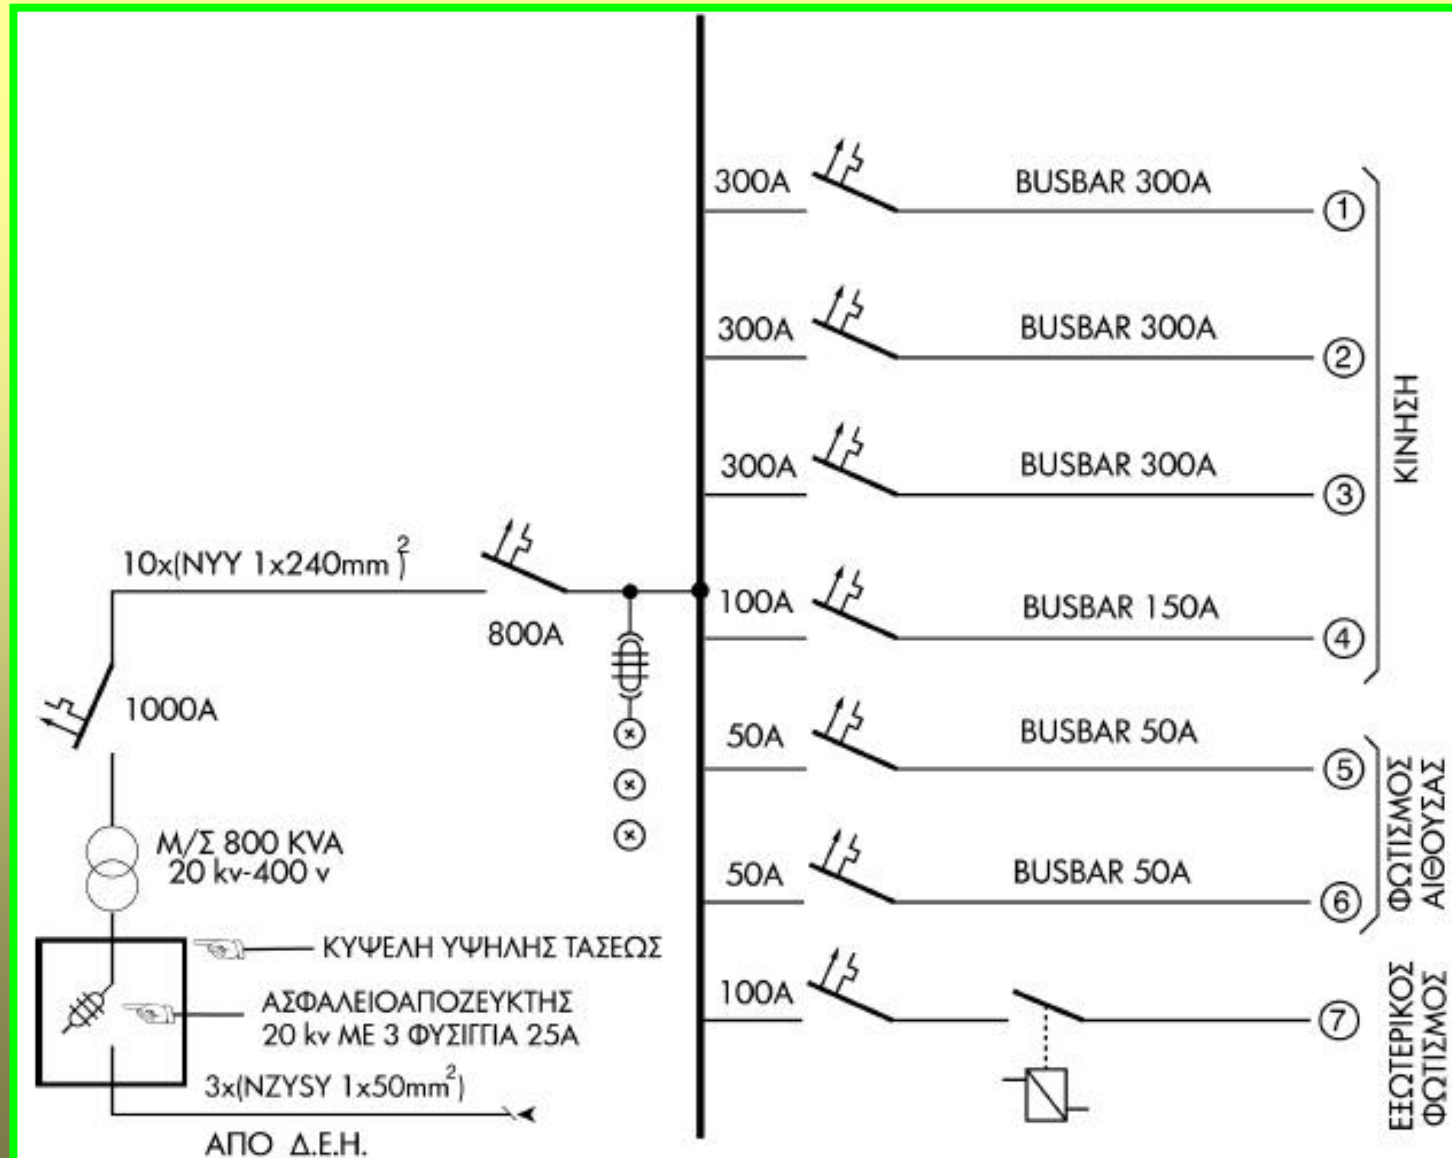 300A BUSBAR 300A 1
300A BUSBAR 300A 2
300A BUSBAR 300A 3
100A BUSBAR 150A 4
ΚΙΝΗΣΗ
50A BUSBAR 50A 5
50A BUSBAR 50A 6
ΦΩΤΙΣΜΟΣ
ΑΙΘΟΥΣΑΣ
100A 7
ΕΞΩΤΕΡΙΚΟΣ
ΦΩΤΙΣΜΟΣ
10x(NYY 1x240mm²)
800A
1000A
Μ/Σ 800 KVA
20 kv-400 v
ΚΥΨΕΛΗ ΥΨΗΛΗΣ ΤΑΣΕΩΣ
ΑΣΦΑΛΕΙΟΑΠΟΖΕΥΚΤΗΣ
20 kv ΜΕ 3 ΦΥΣΙΓΓΙΑ 25A
3x(NZYSY 1x50mm²)
ΑΠΟ Δ.Ε.Η.